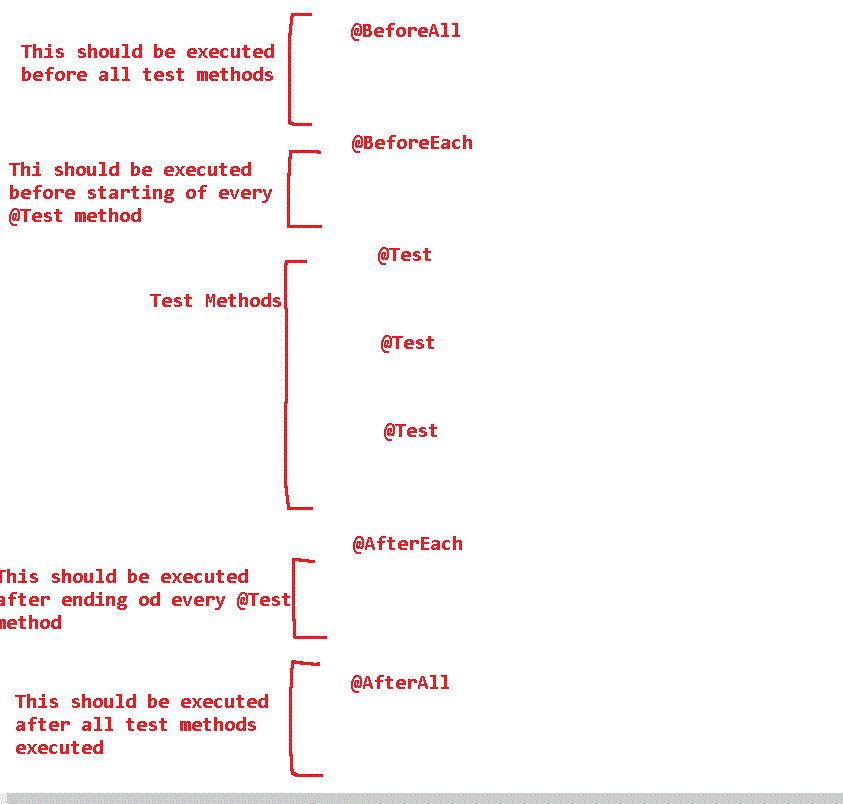 @BeforeAll
This should be executed
before all test methods
@BeforeEach
Thi should be executed
before starting of every
@Test method
@Test
Test Methods
@Test
@Test
@AfterEach
This should be executed
after ending od every @Test
method
@AfterAll
This should be executed
after all test methods
executed